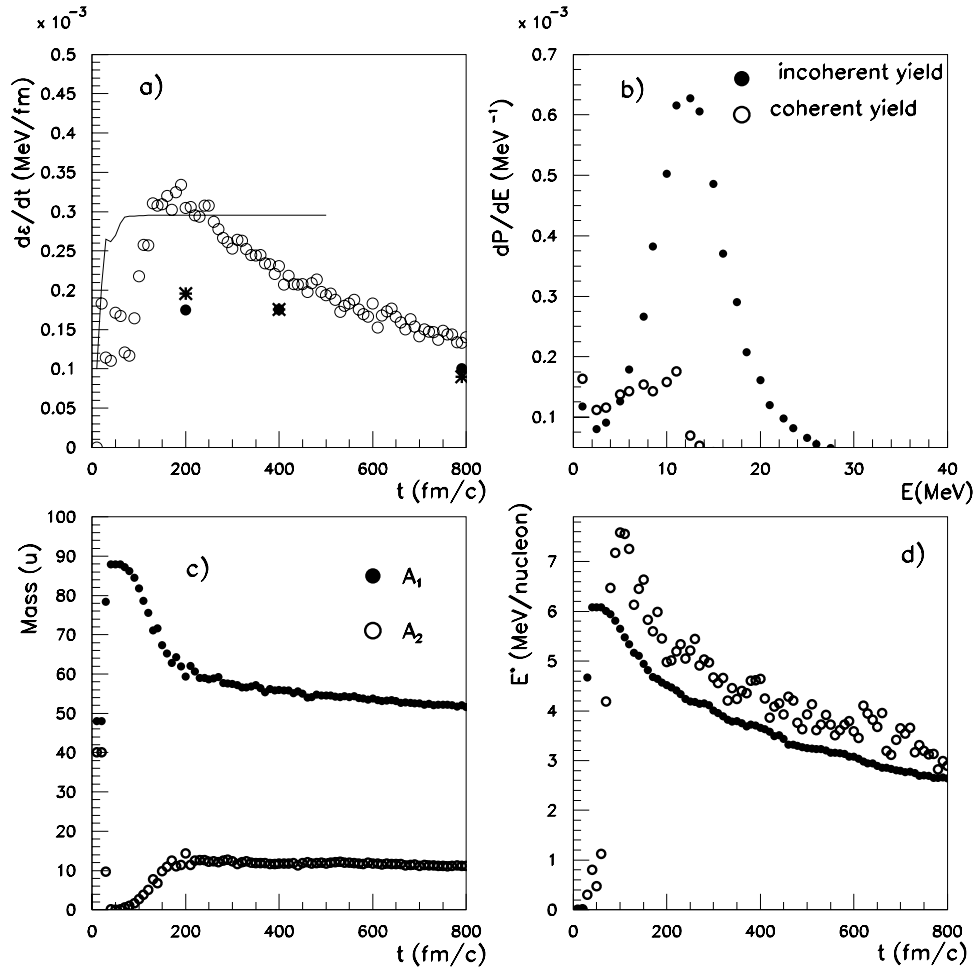 × 10⁻³
0.5
0.45
0.4
0.35
0.3
0.25
0.2
0.15
0.1
0.05
0
dε/dt (MeV/fm)
a)
0 200 400 600 800
t (fm/c)
× 10⁻³
0.7
0.6
0.5
0.4
0.3
0.2
0.1
dP/dE (MeV⁻¹)
b)
incoherent yield
coherent yield
0 10 20 30 40
E(MeV)
100
90
80
70
60
50
40
30
20
10
0
Mass (u)
c)
A₁
A₂
0 200 400 600 800
t (fm/c)
7
6
5
4
3
2
1
0
E* (MeV/nucleon)
d)
0 200 400 600 800
t (fm/c)